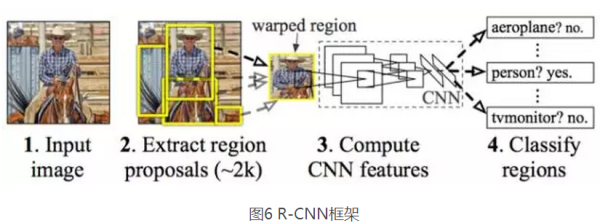 warped region
aeroplane? no.
⋮
person? yes.
⋮
tvmonitor? no.
CNN
1. Input
image
2. Extract region
proposals (~2k)
3. Compute
CNN features
4. Classify
regions
图6 R-CNN框架